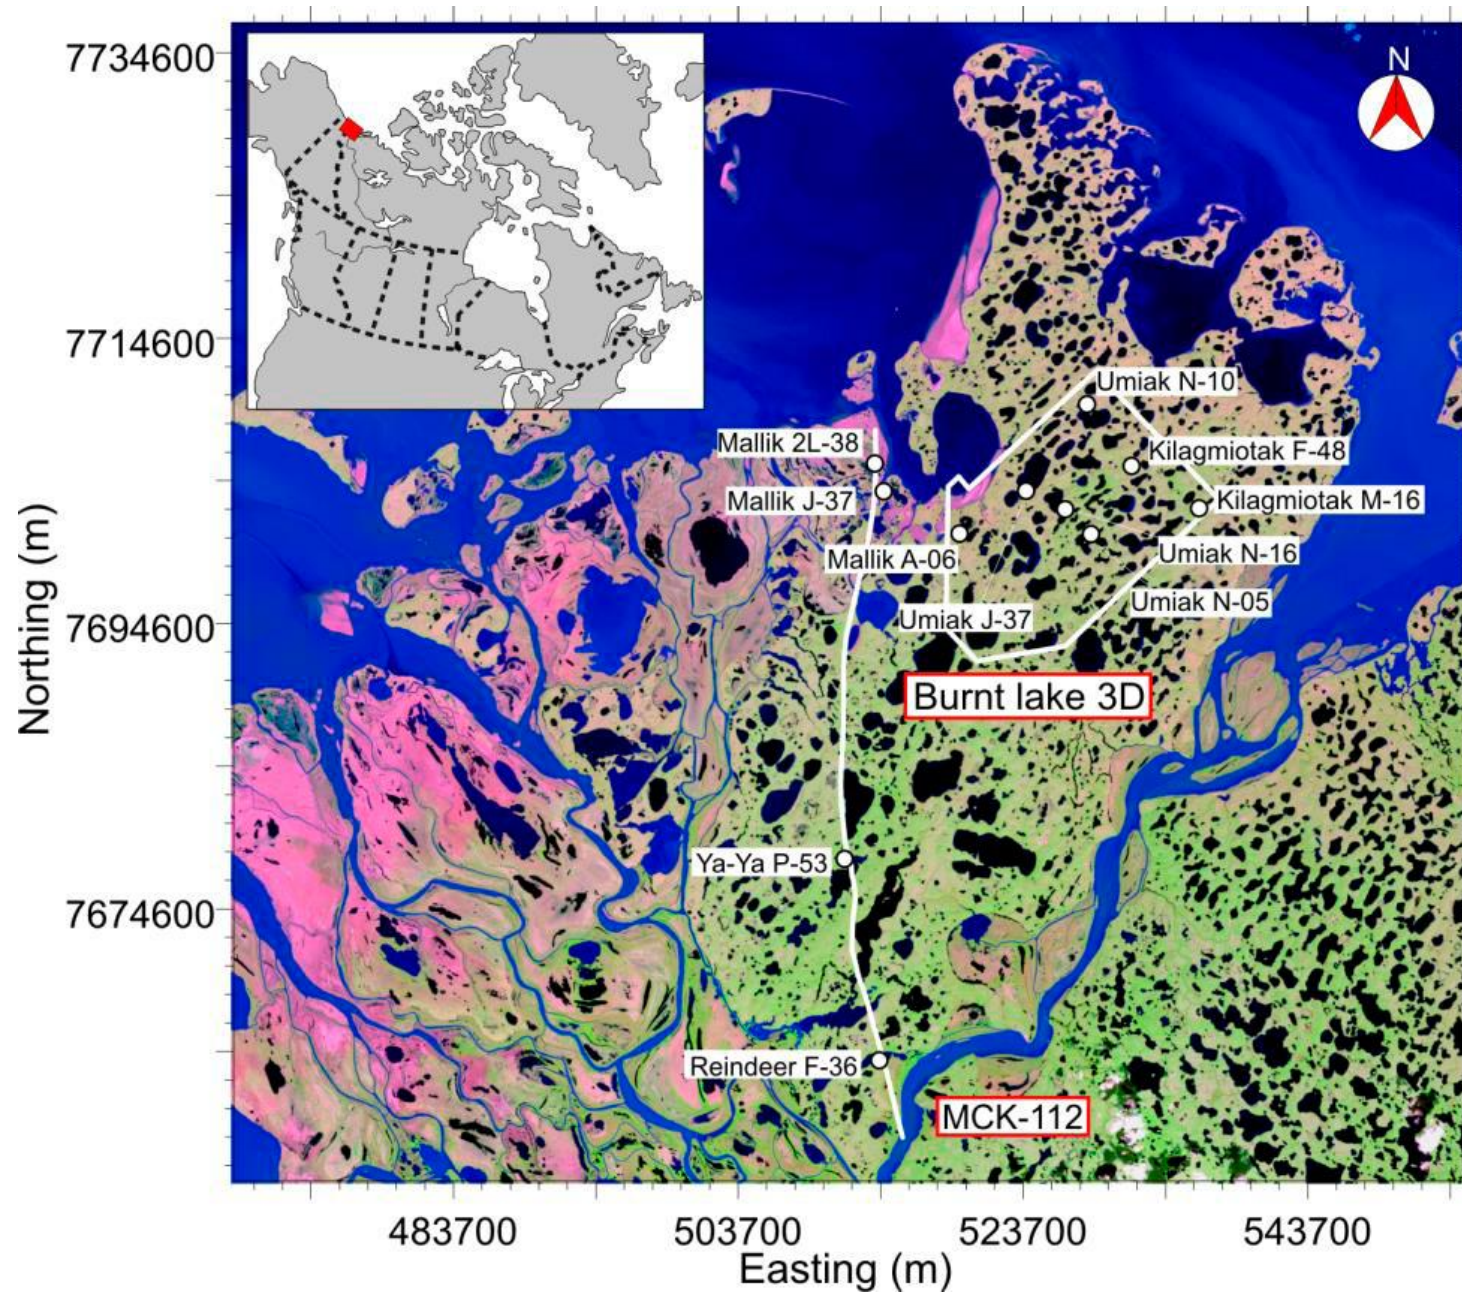 7734600
N
7714600
Umiak N-10
Mallik 2L-38
Kilagmiotak F-48
Mallik J-37
Kilagmiotak M-16
Mallik A-06
Umiak N-16
Umiak J-37
Umiak N-05
7694600
Northing (m)
Burnt lake 3D
Ya-Ya P-53
7674600
Reindeer F-36
MCK-112
483700
503700
523700
543700
Easting (m)